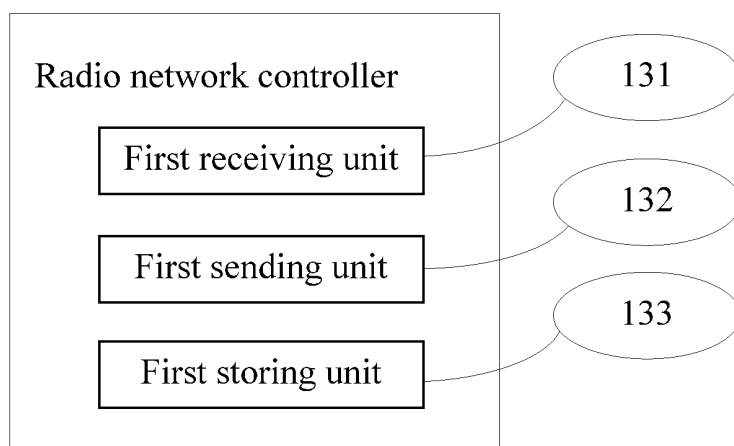 Radio network controller
131
First receiving unit
132
First sending unit
133
First storing unit